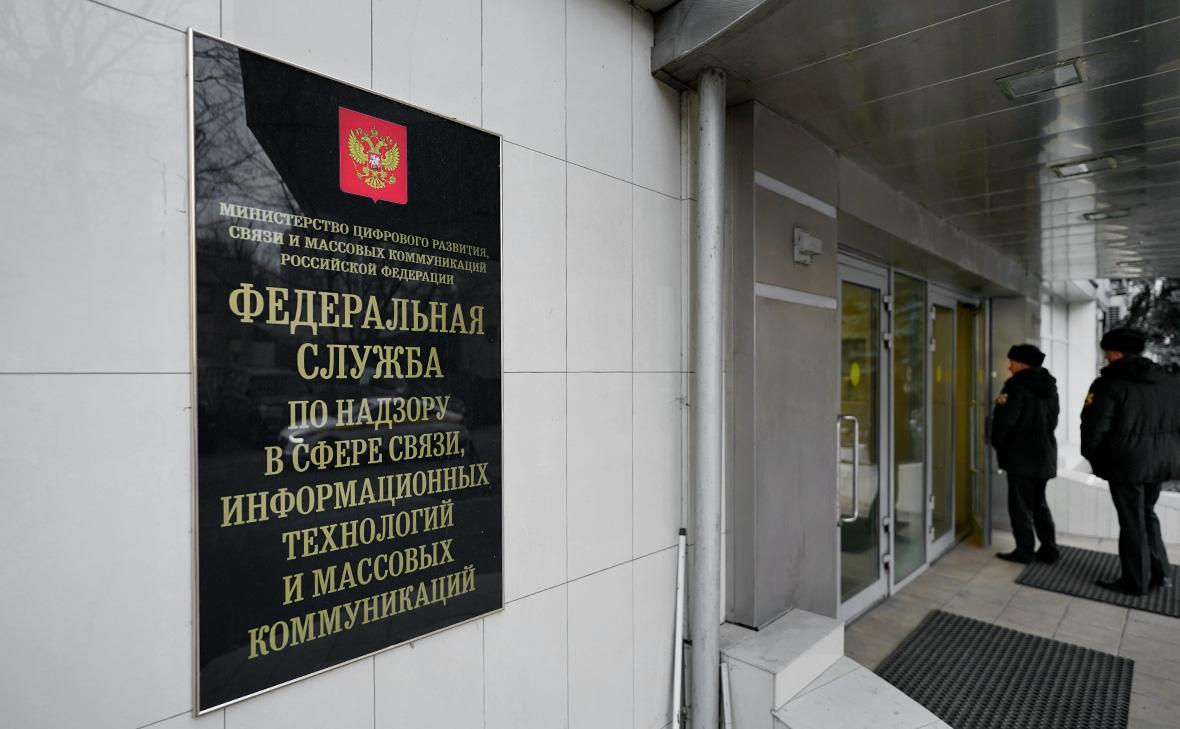 МИНИСТЕРСТВО ЦИФРОВОГО РАЗВИТИЯ,
СВЯЗИ И МАССОВЫХ КОММУНИКАЦИЙ
РОССИЙСКОЙ ФЕДЕРАЦИИ
ФЕДЕРАЛЬНАЯ
СЛУЖБА
ПО НАДЗОРУ
В СФЕРЕ СВЯЗИ,
ИНФОРМАЦИОННЫХ
ТЕХНОЛОГИЙ
И МАССОВЫХ
КОММУНИКАЦИЙ